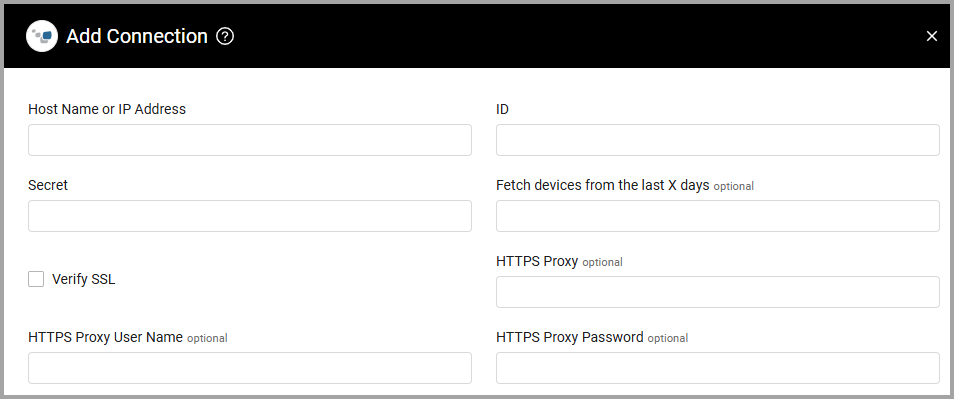 Add Connection ?
Host Name or IP Address
ID
Secret
Fetch devices from the last X days optional
Verify SSL
HTTPS Proxy optional
HTTPS Proxy User Name optional
HTTPS Proxy Password optional